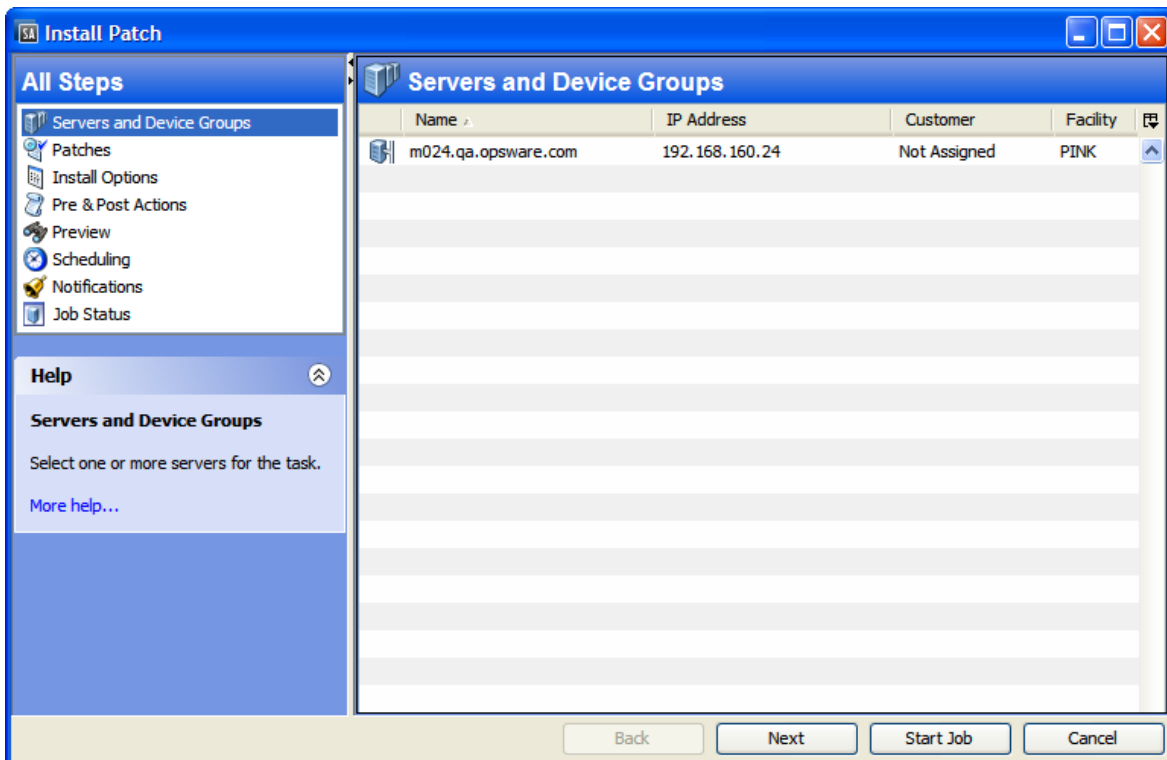 SA Install Patch
All Steps
Servers and Device Groups
Patches
Install Options
Pre & Post Actions
Preview
Scheduling
Notifications
Job Status
Help
Servers and Device Groups
Select one or more servers for the task.
More help...
Servers and Device Groups
Name IP Address Customer Facility
m024.qa.opsware.com 192.168.160.24 Not Assigned PINK
Back Next Start Job Cancel